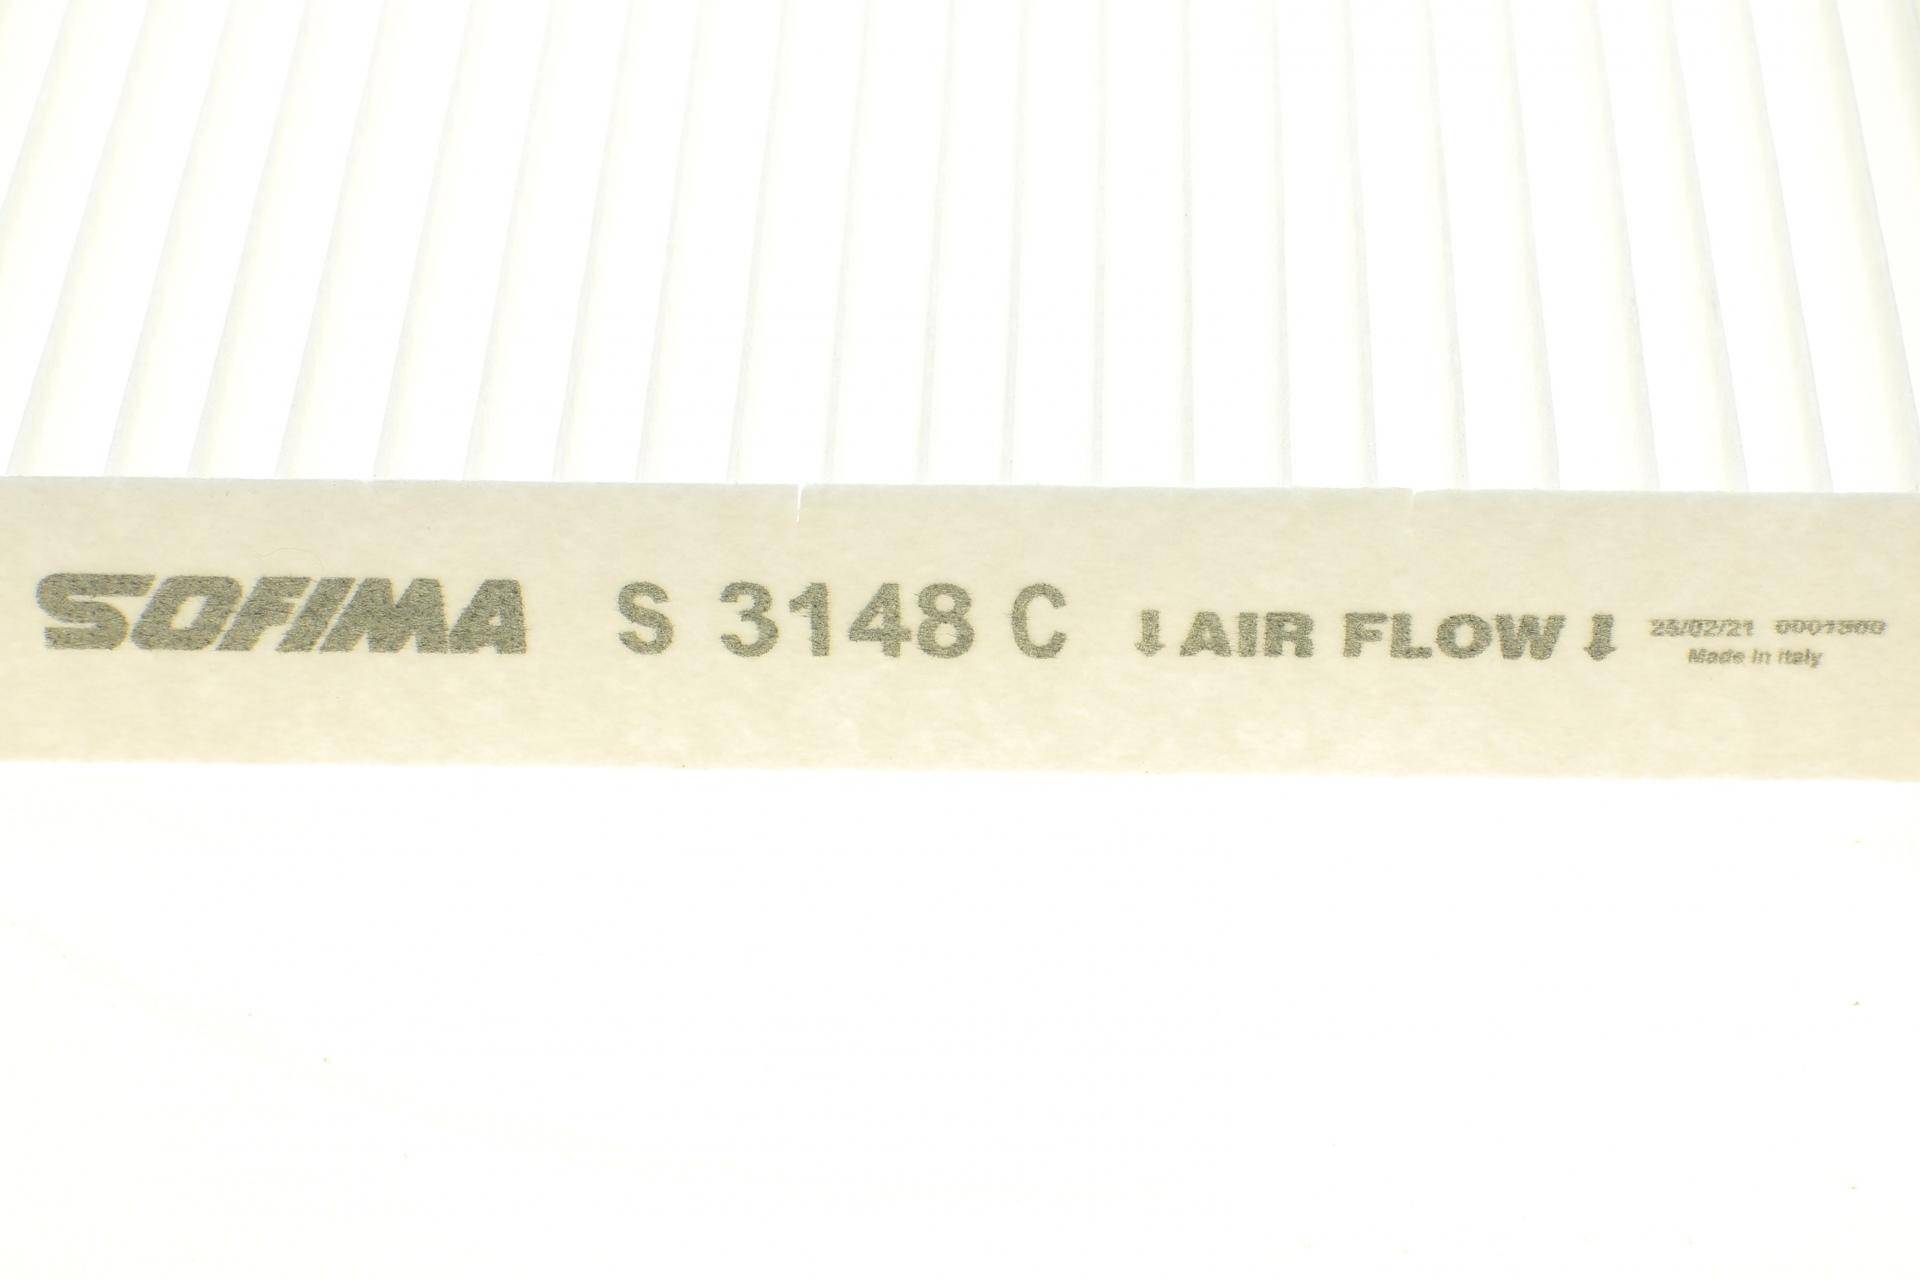 SOFIMA S 3148 C ↓AIR FLOW↓ 25/02/21
Made in Italy